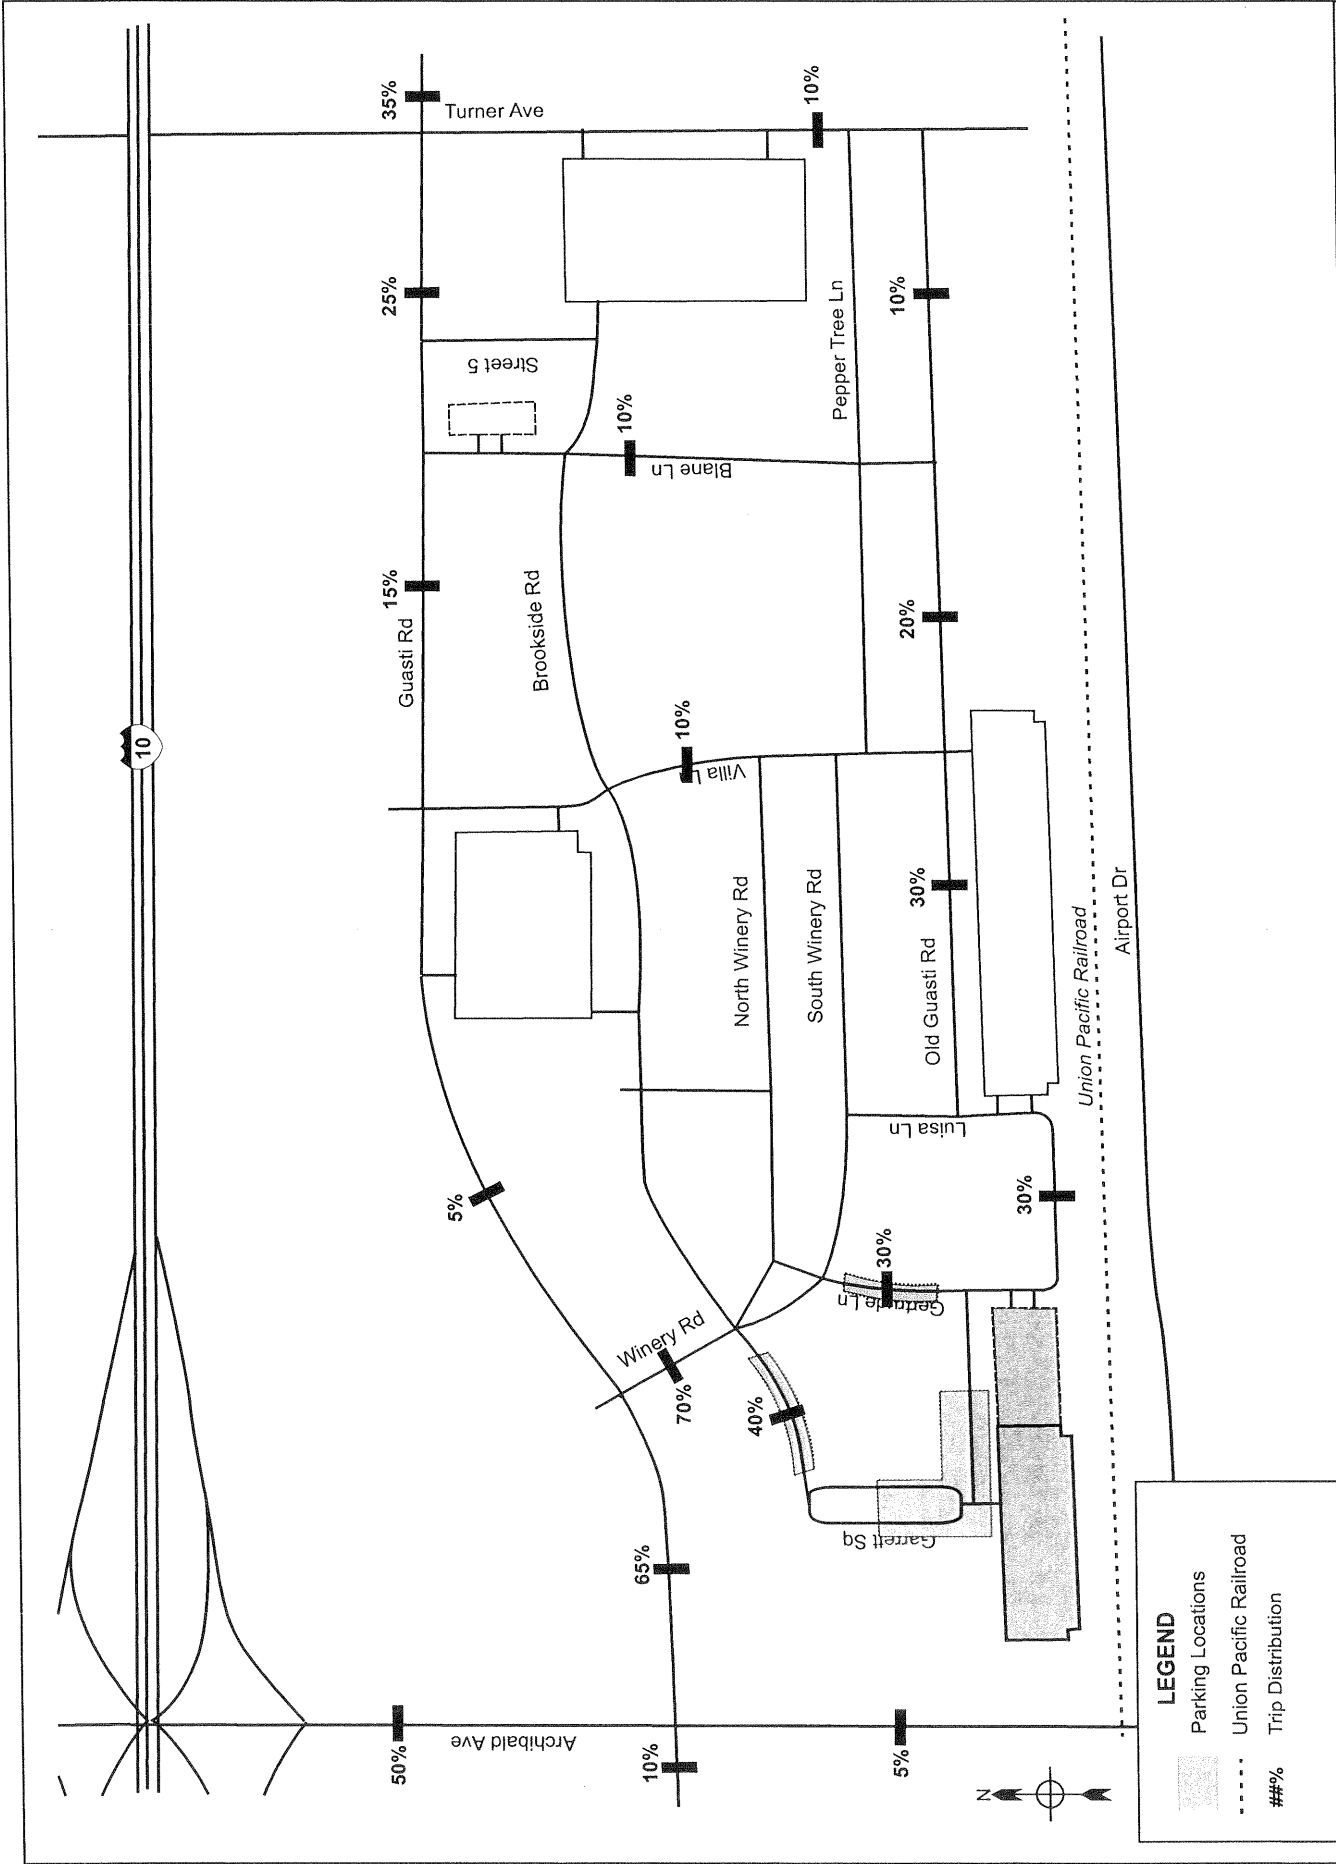 10
35%
Turner Ave
10%
25%
Street 5
10%
Blane Ln
Pepper Tree Ln
10%
15%
Guasti Rd
Brookside Rd
20%
10%
Villa Ln
North Winery Rd
South Winery Rd
30%
Old Guasti Rd
Union Pacific Railroad
Airport Dr
Luisa Ln
5%
30%
30%
Gertrude Ln
Winery Rd
70%
40%
Garrett Sq
65%
50%
Archibald Ave
10%
5%
N
LEGEND
Parking Locations
Union Pacific Railroad
##% Trip Distribution